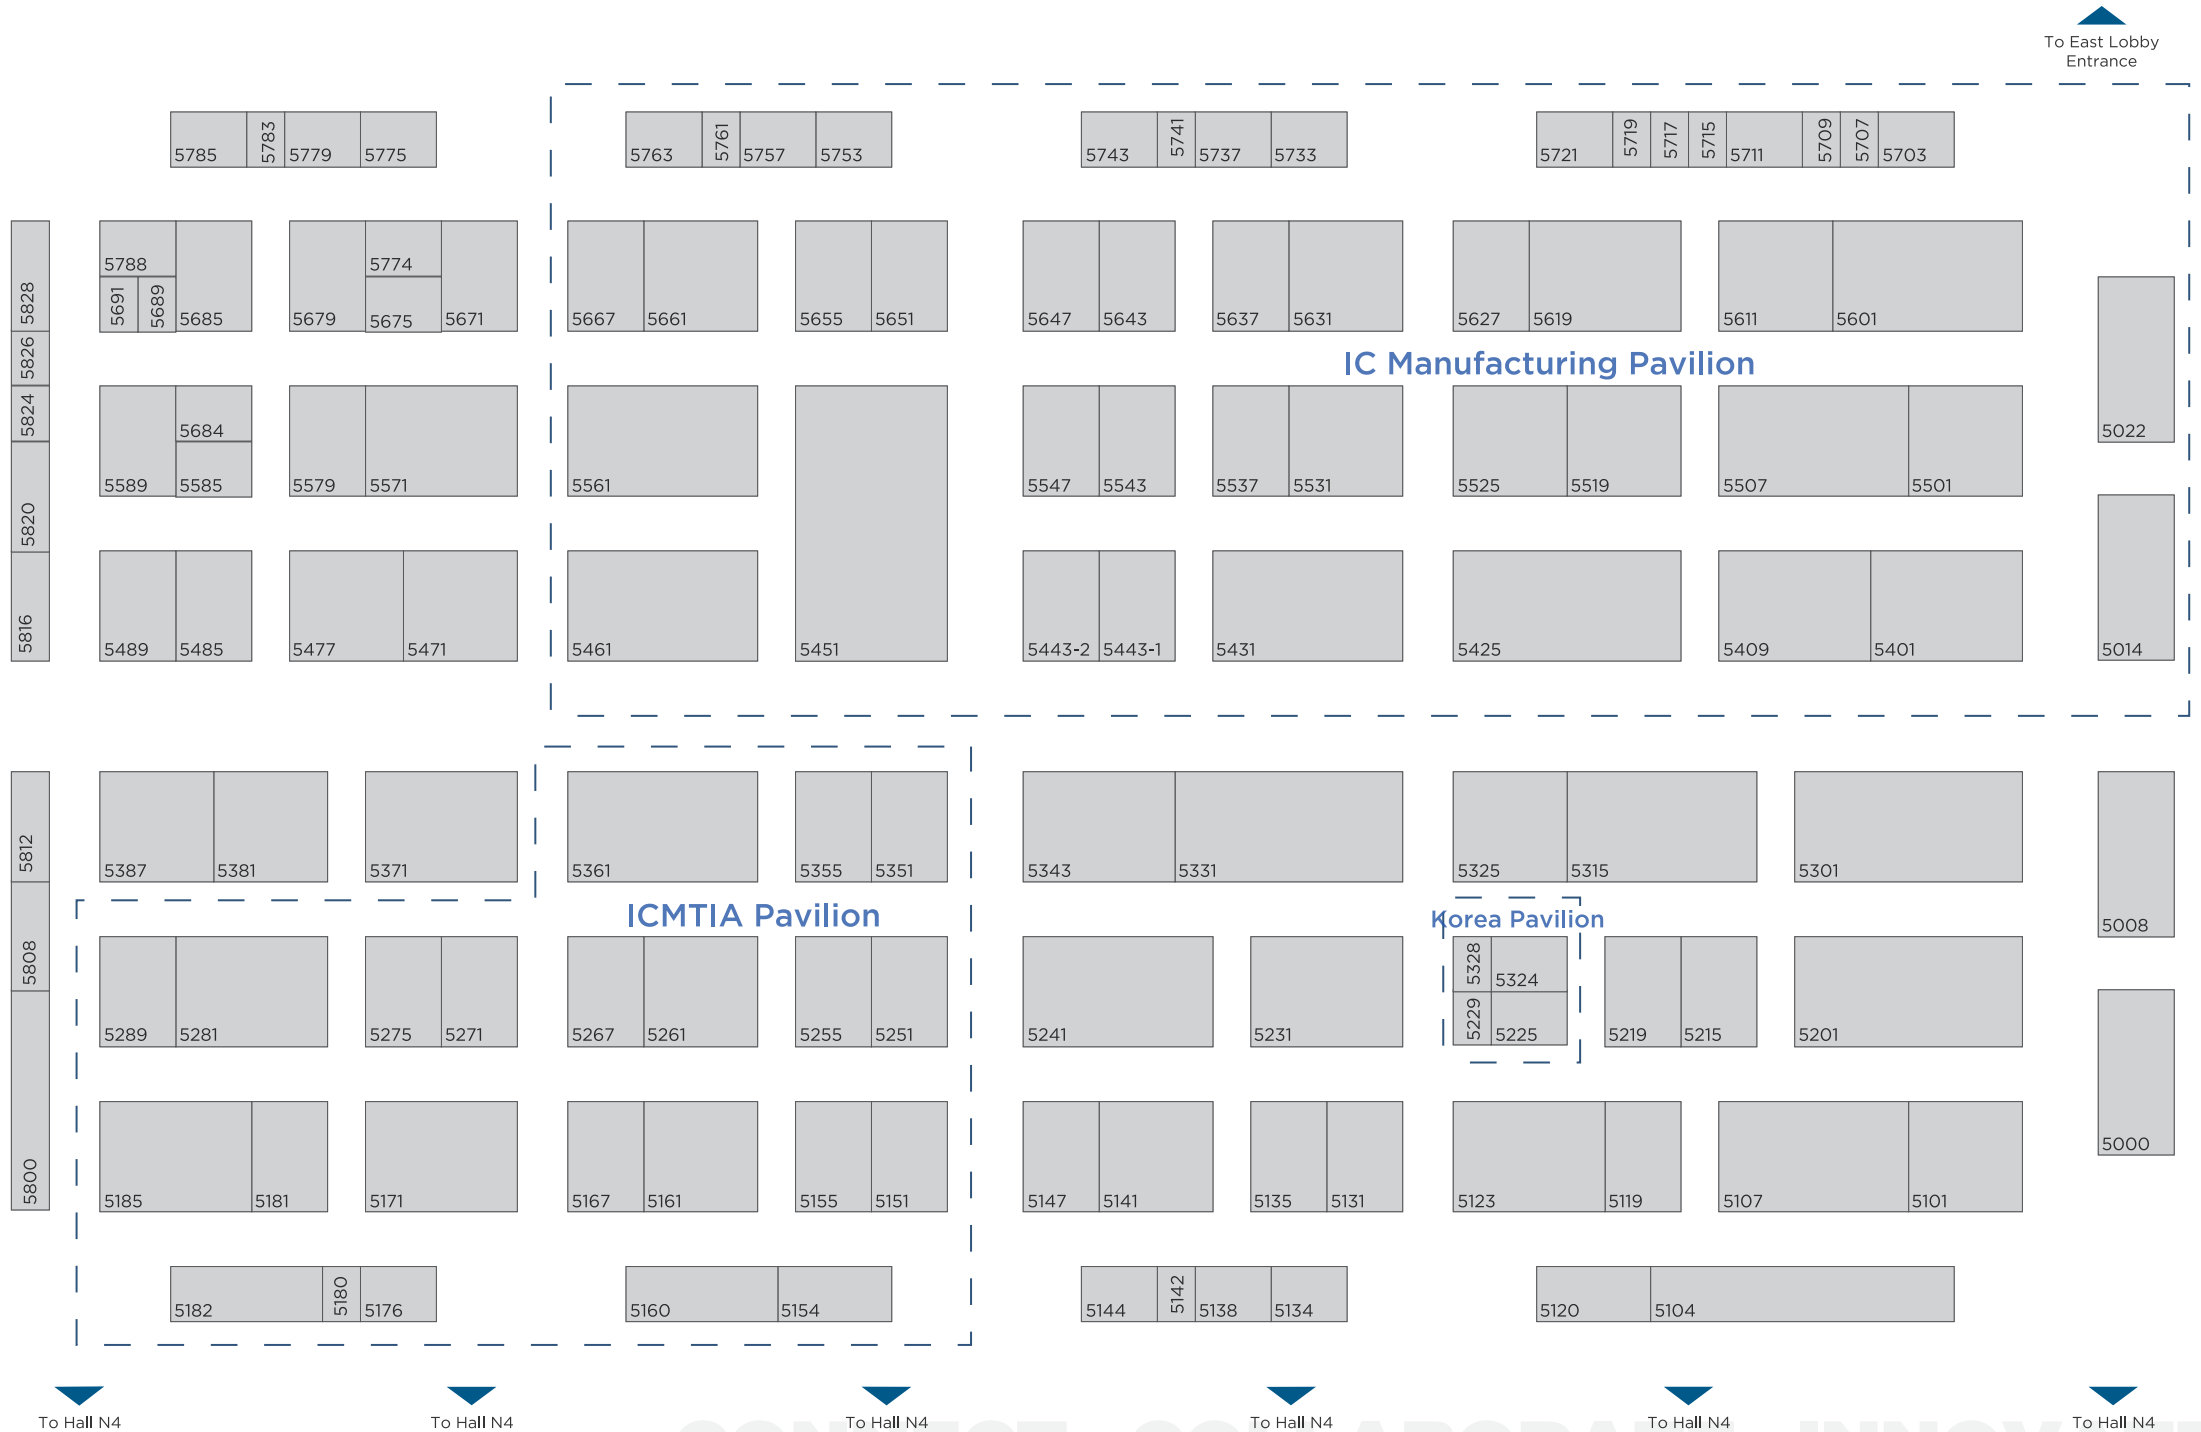 To East Lobby
Entrance
5785 5783 5779 5775 5763 5761 5757 5753 5743 5741 5737 5733 5721 5719 5717 5715 5711 5709 5707 5703
5828 5788 5691 5689 5685 5679 5774 5675 5671 5667 5661 5655 5651 5647 5643 5637 5631 5627 5619 5611 5601
IC Manufacturing Pavilion
5826
5824 5684 5022
5589 5585 5579 5571 5561 5547 5543 5537 5531 5525 5519 5507 5501
5820
5816 5489 5485 5477 5471 5461 5451 5443-2 5443-1 5431 5425 5409 5401 5014
5812 5387 5381 5371 5361 5355 5351 5343 5331 5325 5315 5301
ICMTIA Pavilion
Korea Pavilion
5008
5808 5328 5324
5289 5281 5275 5271 5267 5261 5255 5251 5241 5231 5229 5225 5219 5215 5201
5000
5800 5185 5181 5171 5167 5161 5155 5151 5147 5141 5135 5131 5123 5119 5107 5101
5182 5180 5176 5160 5154 5144 5142 5138 5134 5120 5104
To Hall N4 To Hall N4 To Hall N4 To Hall N4 To Hall N4 To Hall N4